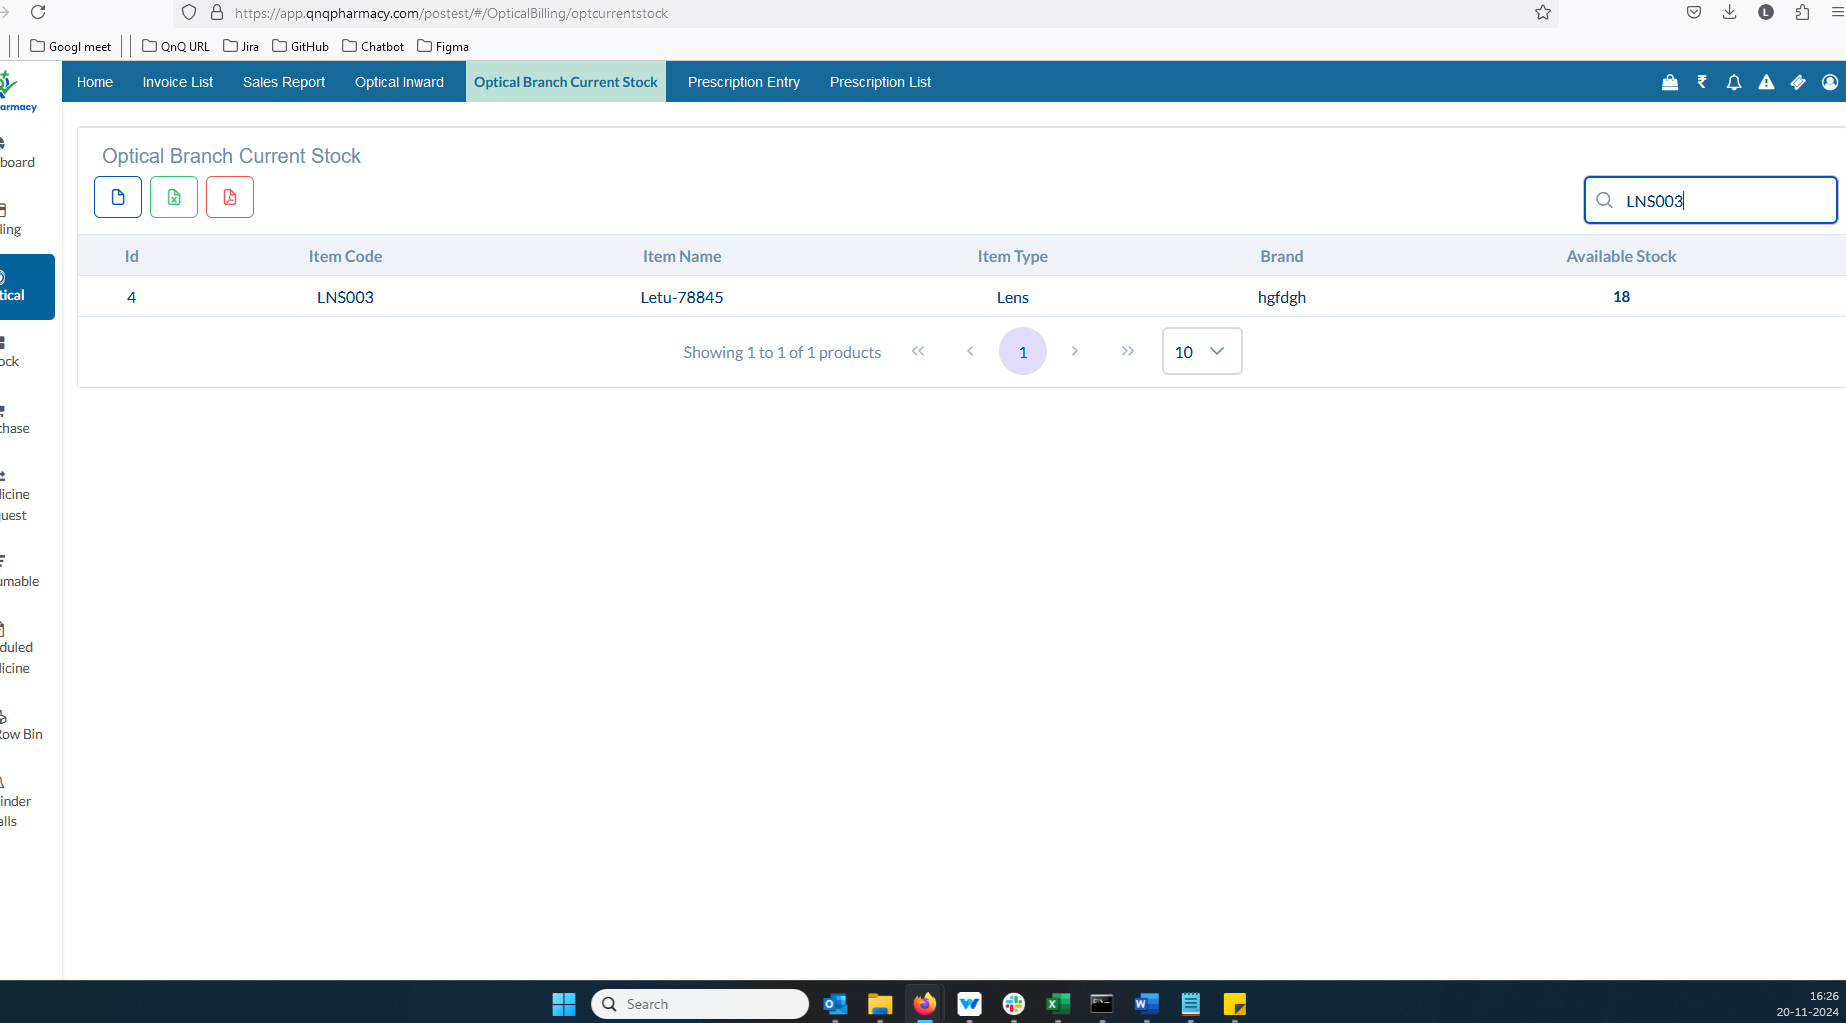 https://app.qnqpharmacy.com/postest/#/OpticalBilling/optcurrentstock
L
Googl meet QnQ URL Jira GitHub Chatbot Figma
armacy
Home Invoice List Sales Report Optical Inward Optical Branch Current Stock Prescription Entry Prescription List
board
ling
tical
ock
chase
licine
uest
umable
duled
licine
Row Bin
inder
alls
Optical Branch Current Stock
LNS003
Id Item Code Item Name Item Type Brand Available Stock
4 LNS003 Letu-78845 Lens hgfdgh 18
Showing 1 to 1 of 1 products 1 10
Search
16:26
20-11-2024